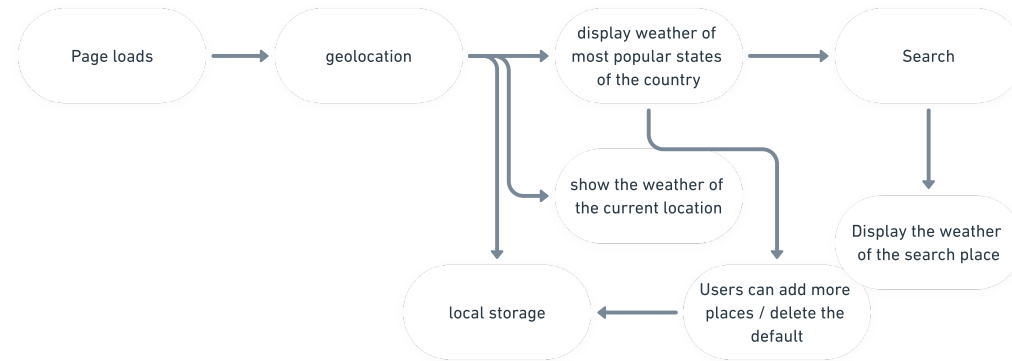 Page loads
geolocation
display weather of
most popular states
of the country
Search
show the weather of
the current location
Display the weather
of the search place
local storage
Users can add more
places / delete the
default